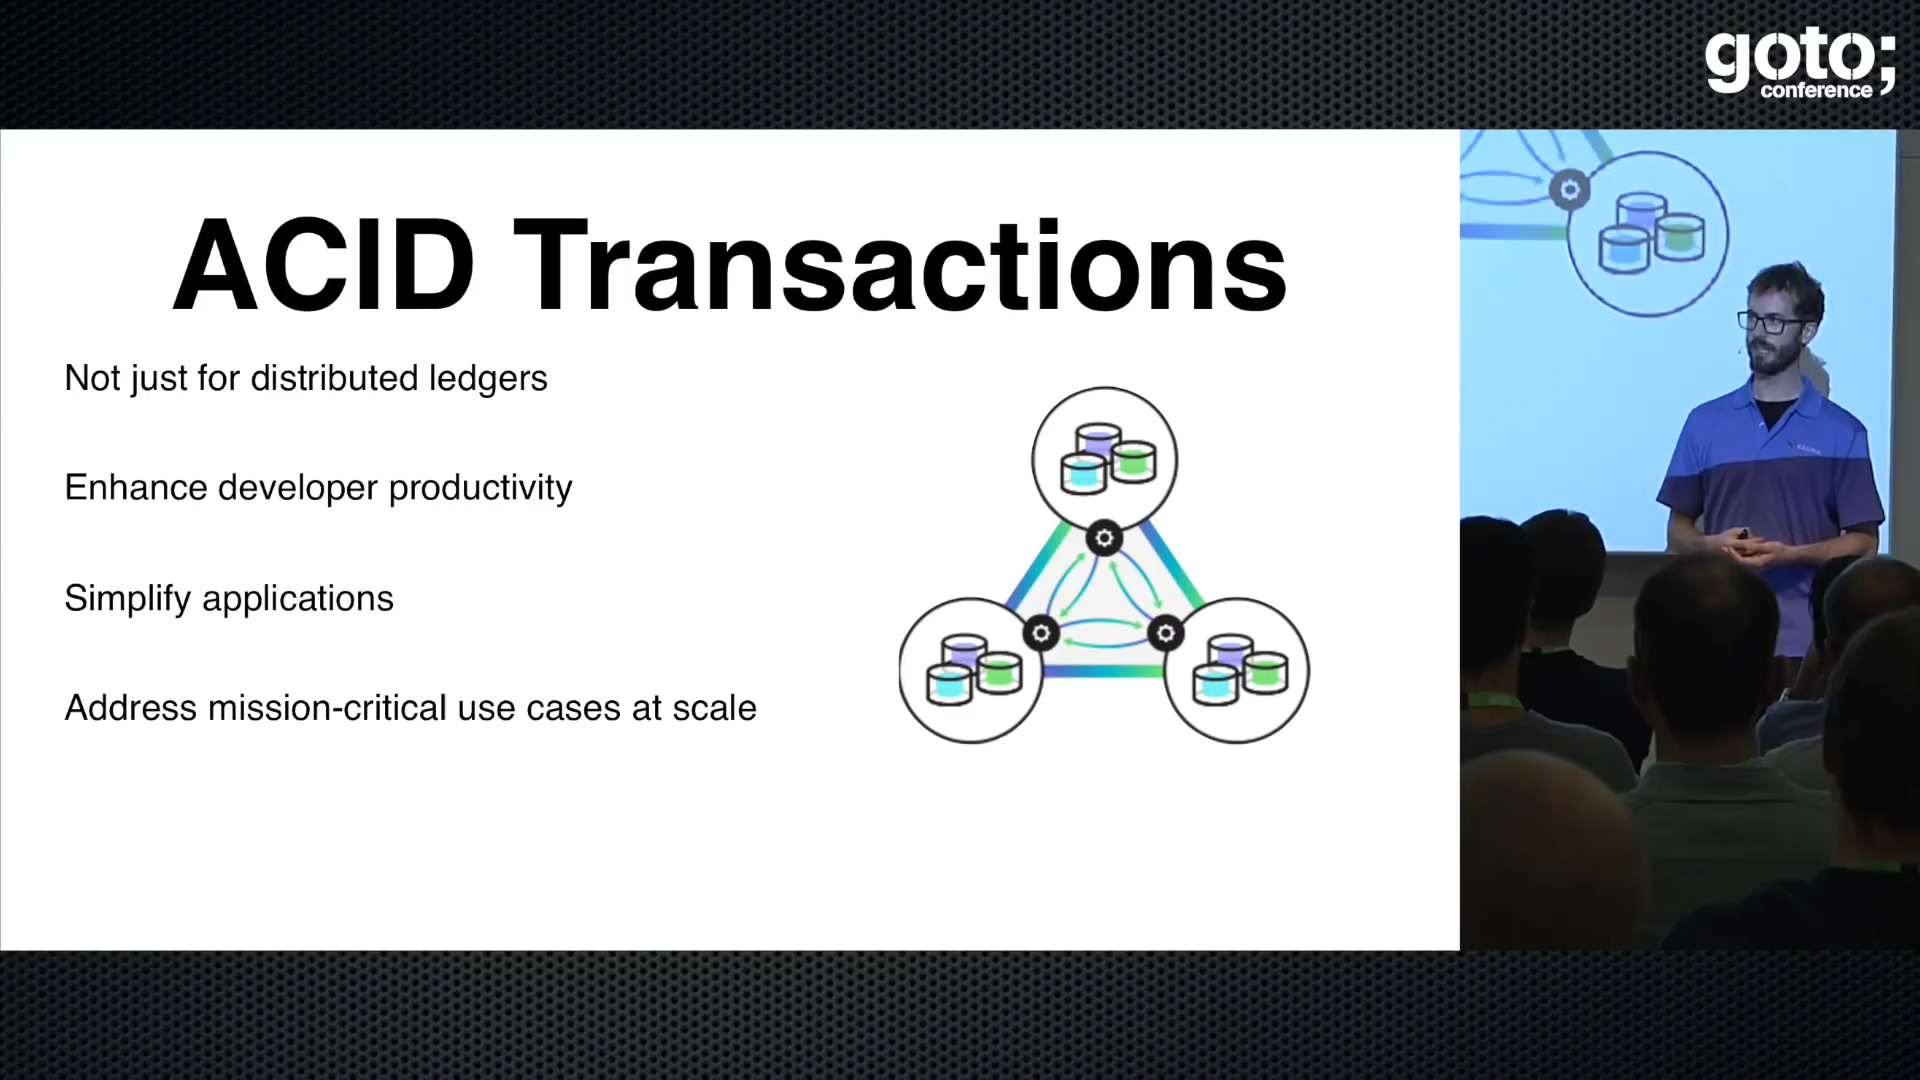 goto;
conference
ACID Transactions
Not just for distributed ledgers
Enhance developer productivity
Simplify applications
Address mission-critical use cases at scale
FAUNA